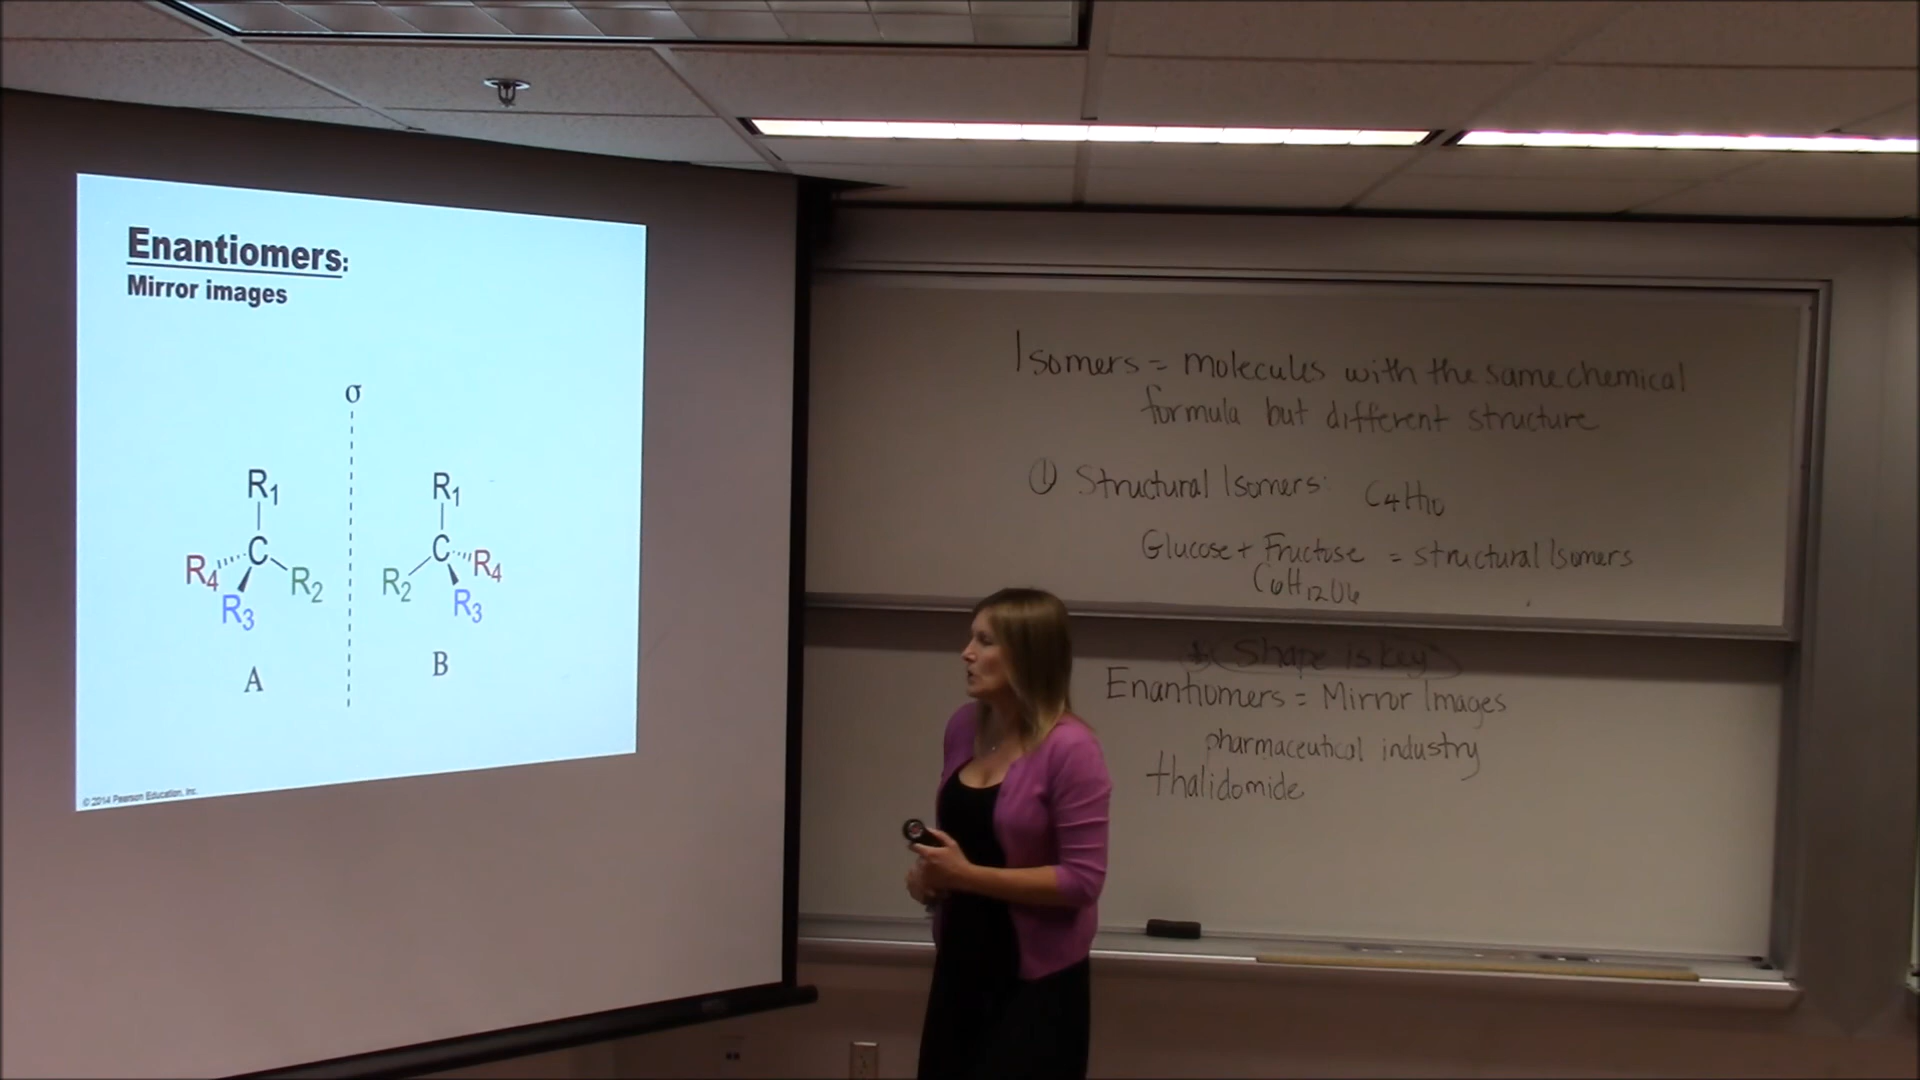 Enantiomers:
Mirror images
σ
R1
C
R4
R2
R3
A
R1
C
R2
R4
R3
B
© 2014 Pearson Education, Inc.
Isomers = molecules with the same chemical
formula but different structure
① Structural Isomers: C4H10
Glucose + Fructose = structural Isomers
C6H12O6
* Shape is key
Enantiomers = Mirror Images
pharmaceutical industry
thalidomide